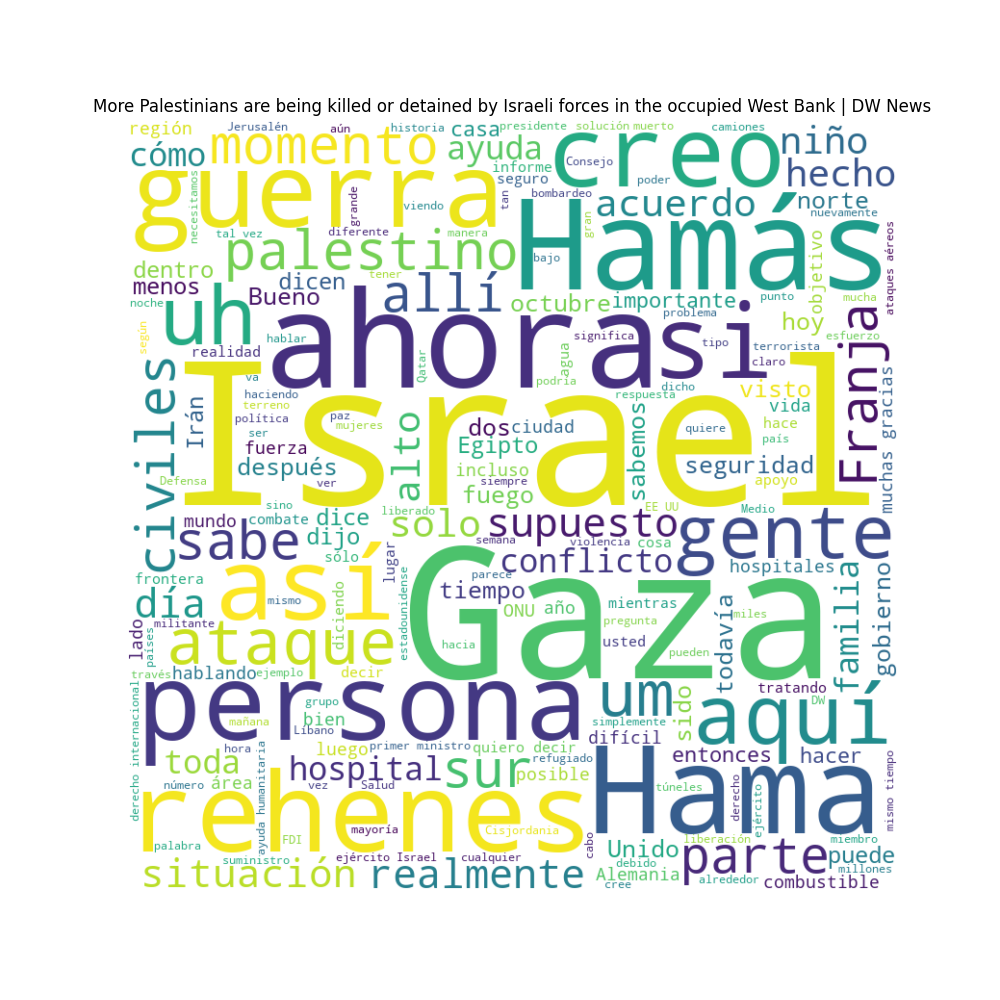 More Palestinians are being killed or detained by Israeli forces in the occupied West Bank | DW News
región
Jerusalén
aún
historia
casa
presidente
solución
muerto
camiones
cómo
momento
ayuda
informe
Consejo
creo
niño
guerra
seguro
poder
hecho
necesitamos
grande
viendo
tan
bombardeo
acuerdo
norte
tal vez
diferente
manera
gran
nuevamente
palestino
Hamás
bajo
objetivo
ataques aéreos
dentro
menos
dicen
tener
allí
Bueno
octubre
importante
punto
mucha
noche
uh
ahora
si
problema
hoy
esfuerzo
según
hablar
significa
tipo
terrorista
realidad
Qatar
agua
claro
Franja
va
podría
dicho
haciendo
respuesta
visto
civiles
Irán
terreno
paz
mujeres
Israel
vida
muchas gracias
política
ser
alto
dos
ciudad
sabemos
quiere
hace
país
fuerza
Egipto
después
incluso
seguridad
Defensa
ver
siempre
fuego
apoyo
sino
liberado
EE UU
Medio
mundo
combate
dice
solo
supuesto
gente
sabe
dijo
semana
violencia
cosa
sólo
lugar
conflicto
hospitales
frontera
así
parece
tiempo
familia
gobierno
día
mismo
estadounidense
Gaza
ONU
año
mientras
miles
militante
diciendo
pregunta
todavía
lado
países
ataque
hacia
usted
pueden
través
hablando
ejemplo
decir
tratando
persona
um
sido
aquí
DW
derecho internacional
grupo
mañana
bien
Líbano
simplemente
difícil
hora
luego
primer ministro
quiero decir
refugiado
entonces
hacer
toda
área
ayuda humanitaria
hospital
sur
posible
Hama
número
vez
Salud
túneles
derecho
ejército
mismo tiempo
rehenes
mayoría
Cisjordania
FDI
cabo
liberación
miembro
palabra
suministro
ejército Israel
cualquier
Unido
parte
puede
debido
situación
realmente
Alemania
millones
cree
alrededor
combustible